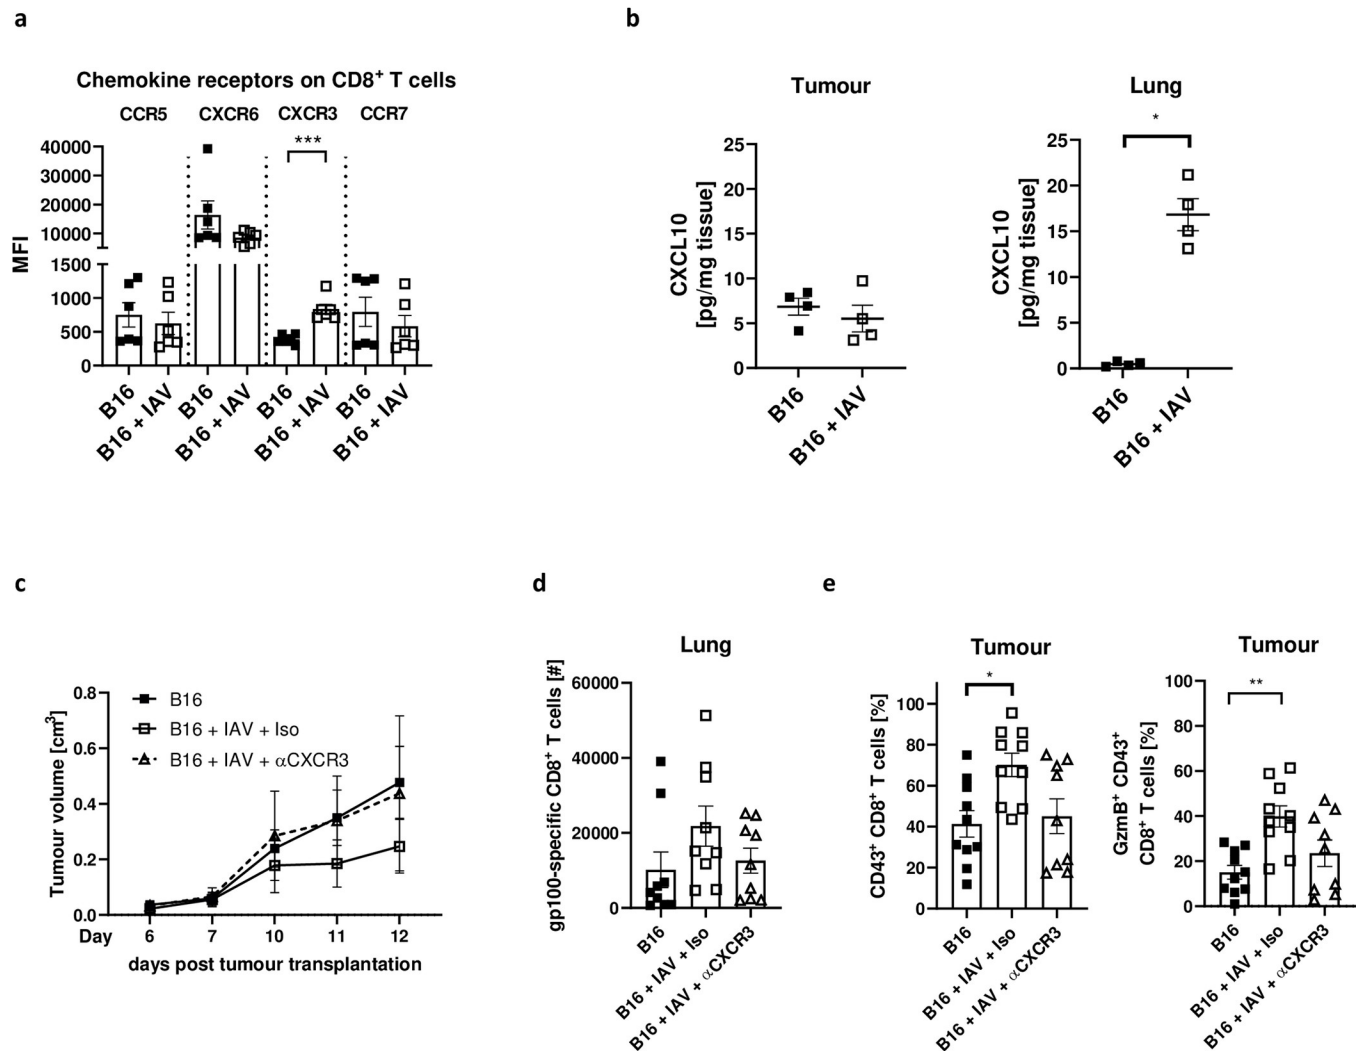 a
Chemokine receptors on CD8+ T cells
CCR5 CXCR6 CXCR3 CCR7
***
40000
30000
20000
10000
1500
1000
500
0
MFI
B16
B16 + IAV
B16
B16 + IAV
B16
B16 + IAV
B16
B16 + IAV
b
Tumour
25
20
15
10
5
0
CXCL10
[pg/mg tissue]
B16
B16 + IAV
Lung
*
25
20
15
10
5
0
CXCL10
[pg/mg tissue]
B16
B16 + IAV
c
0.8
0.6
0.4
0.2
0.0
Tumour volume [cm3]
B16
B16 + IAV + Iso
B16 + IAV + αCXCR3
Day 6 7 10 11 12
days post tumour transplantation
d
Lung
60000
40000
20000
0
gp100-specific CD8+ T cells [#]
B16
B16 + IAV + Iso
B16 + IAV + αCXCR3
e
Tumour
*
100
80
60
40
20
0
CD43+ CD8+ T cells [%]
B16
B16 + IAV + Iso
B16 + IAV + αCXCR3
Tumour
**
100
80
60
40
20
0
GzmB+ CD43+
CD8+ T cells [%]
B16
B16 + IAV + Iso
B16 + IAV + αCXCR3